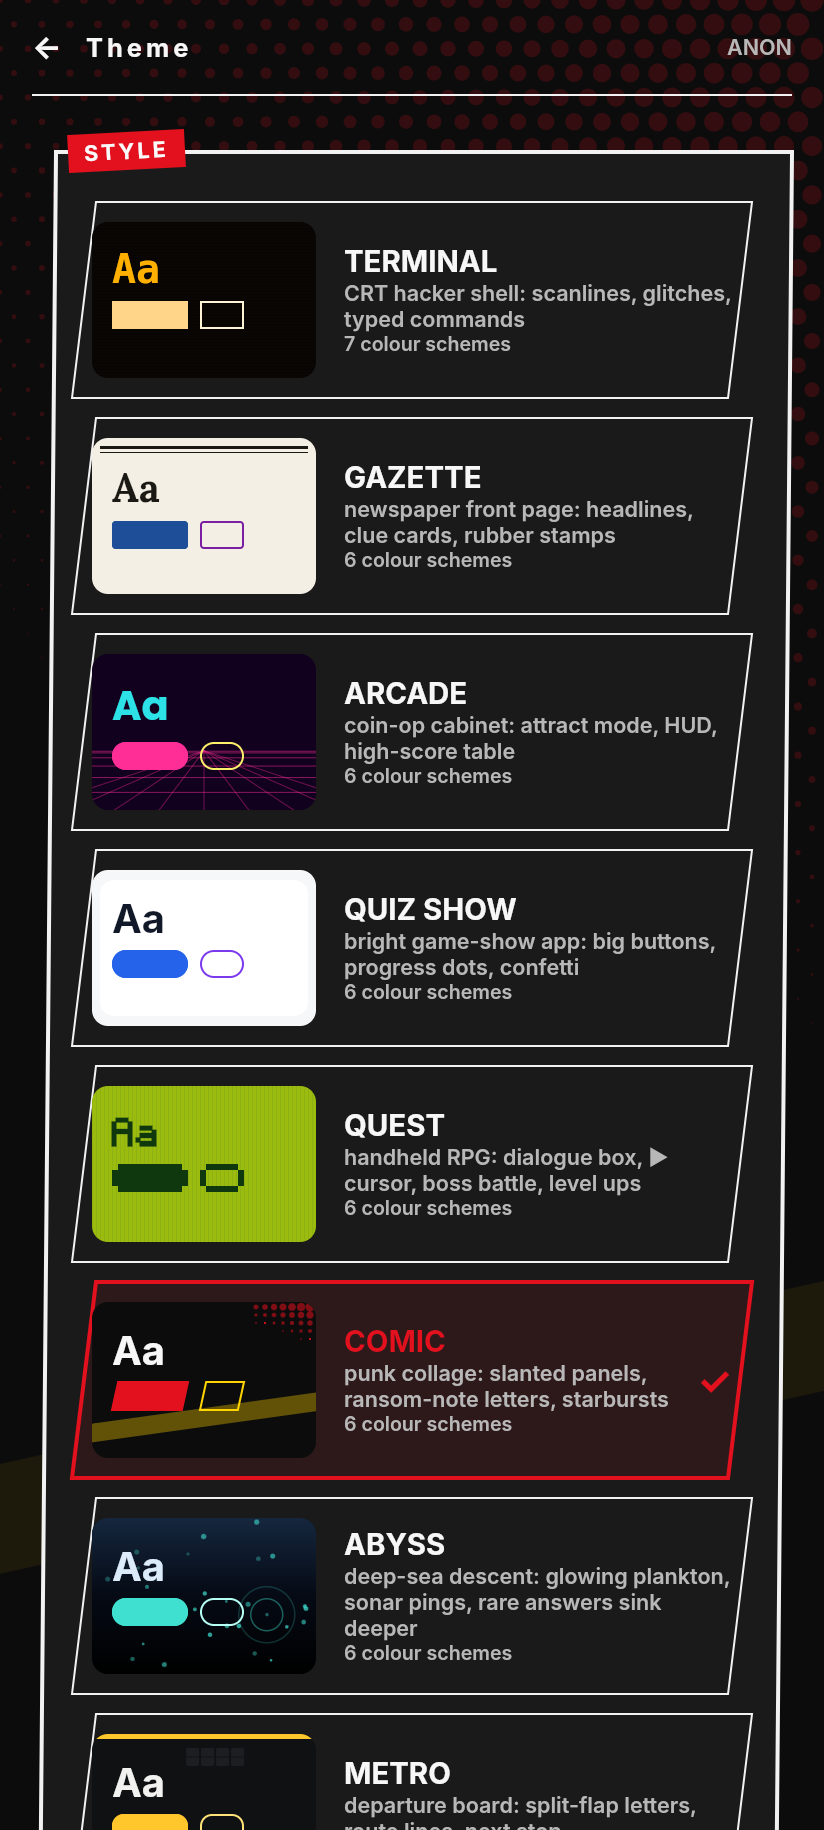 Theme
ANON
STYLE
Aa
TERMINAL
CRT hacker shell: scanlines, glitches,
typed commands
7 colour schemes
Aa
GAZETTE
newspaper front page: headlines,
clue cards, rubber stamps
6 colour schemes
Aa
ARCADE
coin-op cabinet: attract mode, HUD,
high-score table
6 colour schemes
Aa
QUIZ SHOW
bright game-show app: big buttons,
progress dots, confetti
6 colour schemes
Aa
QUEST
handheld RPG: dialogue box, ▶
cursor, boss battle, level ups
6 colour schemes
Aa
COMIC
punk collage: slanted panels,
ransom-note letters, starbursts
6 colour schemes
Aa
ABYSS
deep-sea descent: glowing plankton,
sonar pings, rare answers sink
deeper
6 colour schemes
Aa
METRO
departure board: split-flap letters,
route lines, next stop